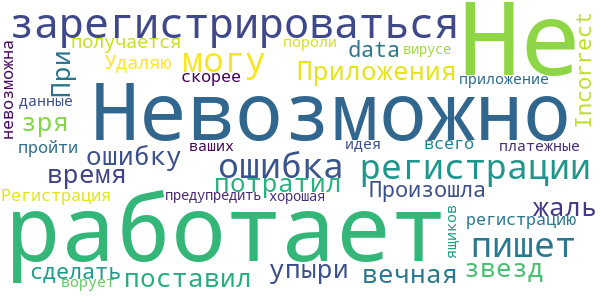 зарегистрироваться
Не
Incorrect
получается
пороли
data
вирусе
невозможна
При
Удаляю
могу
скорее
Приложения
приложение
данные
Невозможно
зря
пройти
ошибку
ваших
ошибка
идея
всего
платежные
время
потратил
регистрации
Регистрация
предупредить
хорошая
Произошла
жаль
работает
ящиков
регистрацию
пишет
сделать
ворует
поставил
упыри
вечная
звезд